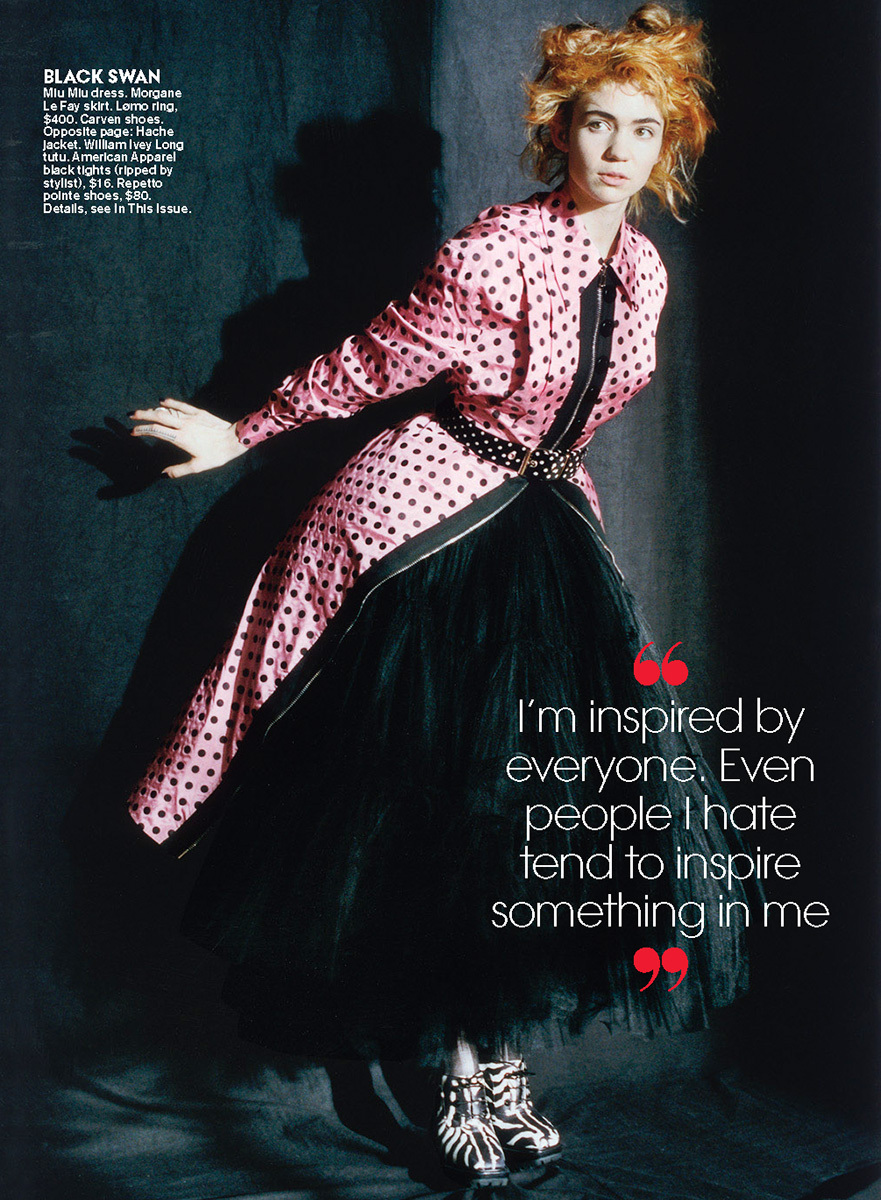 BLACK SWAN
Miu Miu dress. Morgane
Le Fay skirt. Lømo ring,
$400. Carven shoes.
Opposite page: Hache
jacket. William Ivey Long
tutu. American Apparel
black tights (ripped by
stylist), $16. Repetto
pointe shoes, $80.
Details, see In This Issue.
“
I’m inspired by
everyone. Even
people I hate
tend to inspire
something in me
”